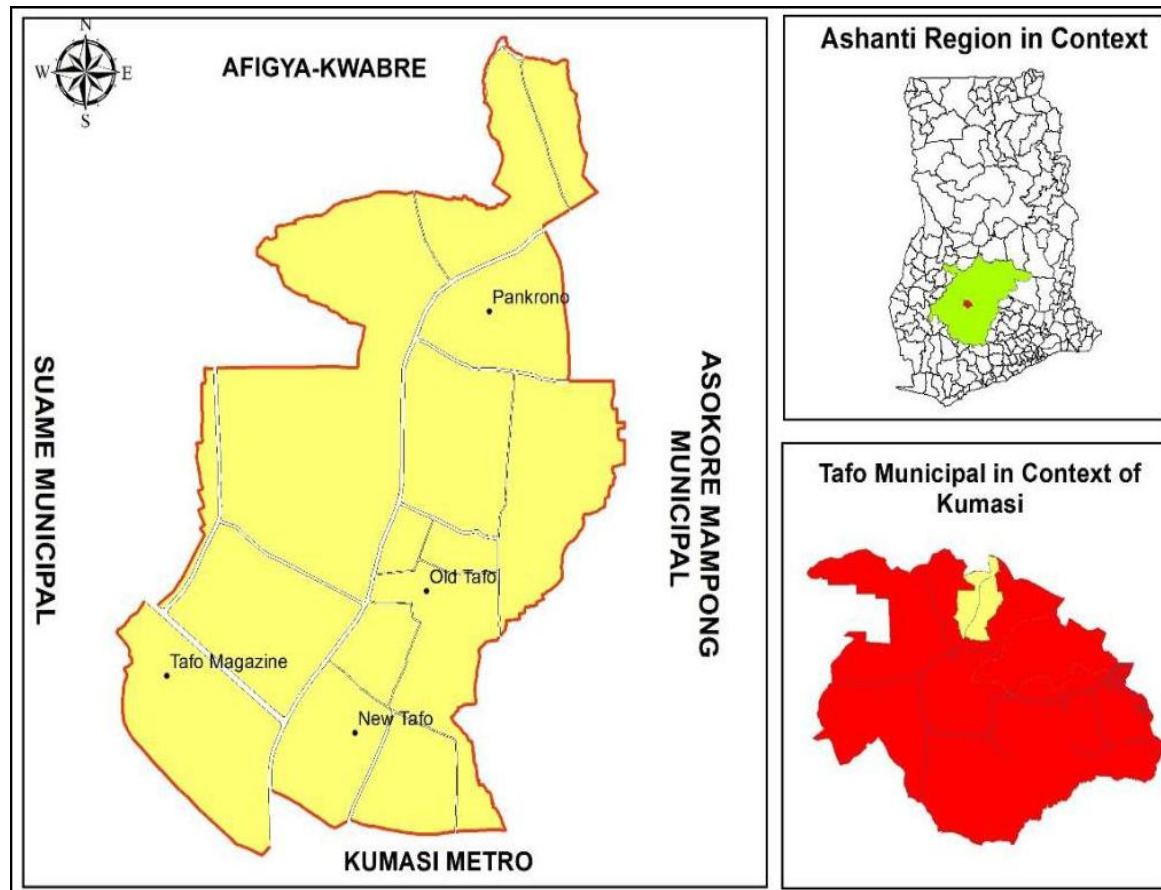 N
W E
S
AFIGYA-KWABRE
Pankrono
SUAME MUNICIPAL
ASOKORE MAMPONG
MUNICIPAL
Old Tafo
Tafo Magazine
New Tafo
KUMASI METRO
Ashanti Region in Context
Tafo Municipal in Context of
Kumasi